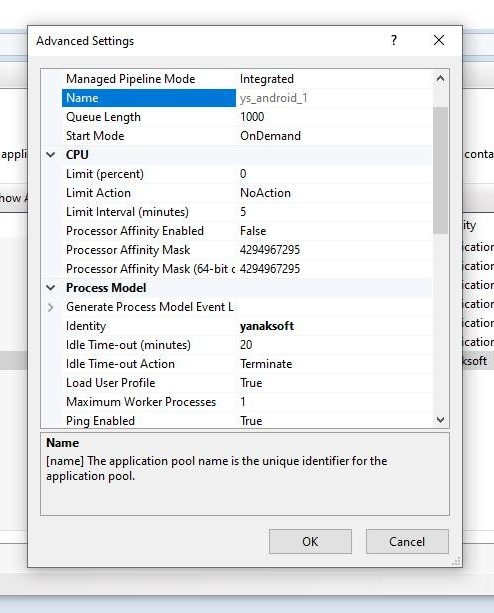 Advanced Settings
Managed Pipeline Mode Integrated
Name ys_android_1
Queue Length 1000
Start Mode OnDemand
CPU
Limit (percent) 0
Limit Action NoAction
Limit Interval (minutes) 5
Processor Affinity Enabled False
Processor Affinity Mask 4294967295
Processor Affinity Mask (64-bit c 4294967295
Process Model
Generate Process Model Event L
Identity yanaksoft
Idle Time-out (minutes) 20
Idle Time-out Action Terminate
Load User Profile True
Maximum Worker Processes 1
Ping Enabled True
Name
[name] The application pool name is the unique identifier for the
application pool.
OK Cancel
appli
how A
conta
ity
ication
ication
ication
ication
ication
ication
ksoft